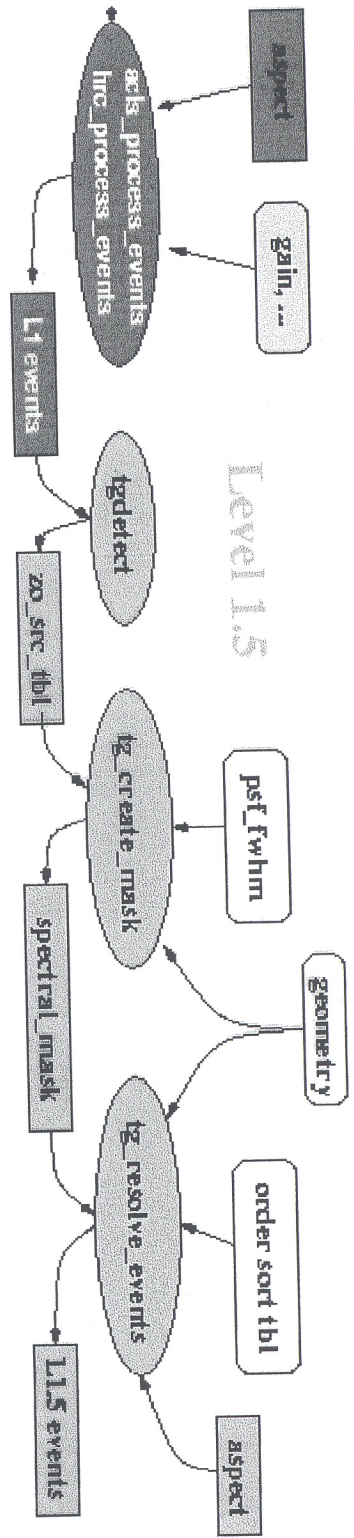 aspect
gain, ...
acis_process_events
hrc_process_events
L1 events
Level 1.5
tgdetect
zo_src_tbl
psf_fwhm
tg_create_mask
spectral_mask
geometry
order sort tbl
tg_resolve_events
aspect
L1.5 events